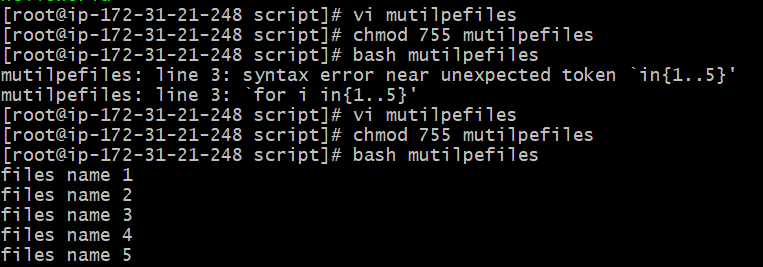 [root@ip-172-31-21-248 script]# vi mutilpefiles
[root@ip-172-31-21-248 script]# chmod 755 mutilpefiles
[root@ip-172-31-21-248 script]# bash mutilpefiles
mutilpefiles: line 3: syntax error near unexpected token `in{1..5}'
mutilpefiles: line 3: `for i in{1..5}'
[root@ip-172-31-21-248 script]# vi mutilpefiles
[root@ip-172-31-21-248 script]# chmod 755 mutilpefiles
[root@ip-172-31-21-248 script]# bash mutilpefiles
files name 1
files name 2
files name 3
files name 4
files name 5